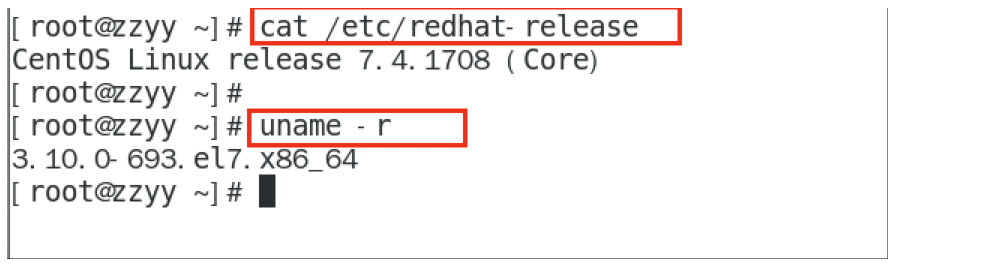 [root@zzyy ~]# cat /etc/redhat-release
CentOS Linux release 7.4.1708 (Core)
[root@zzyy ~]#
[root@zzyy ~]# uname -r
3.10.0-693.el7.x86_64
[root@zzyy ~]#